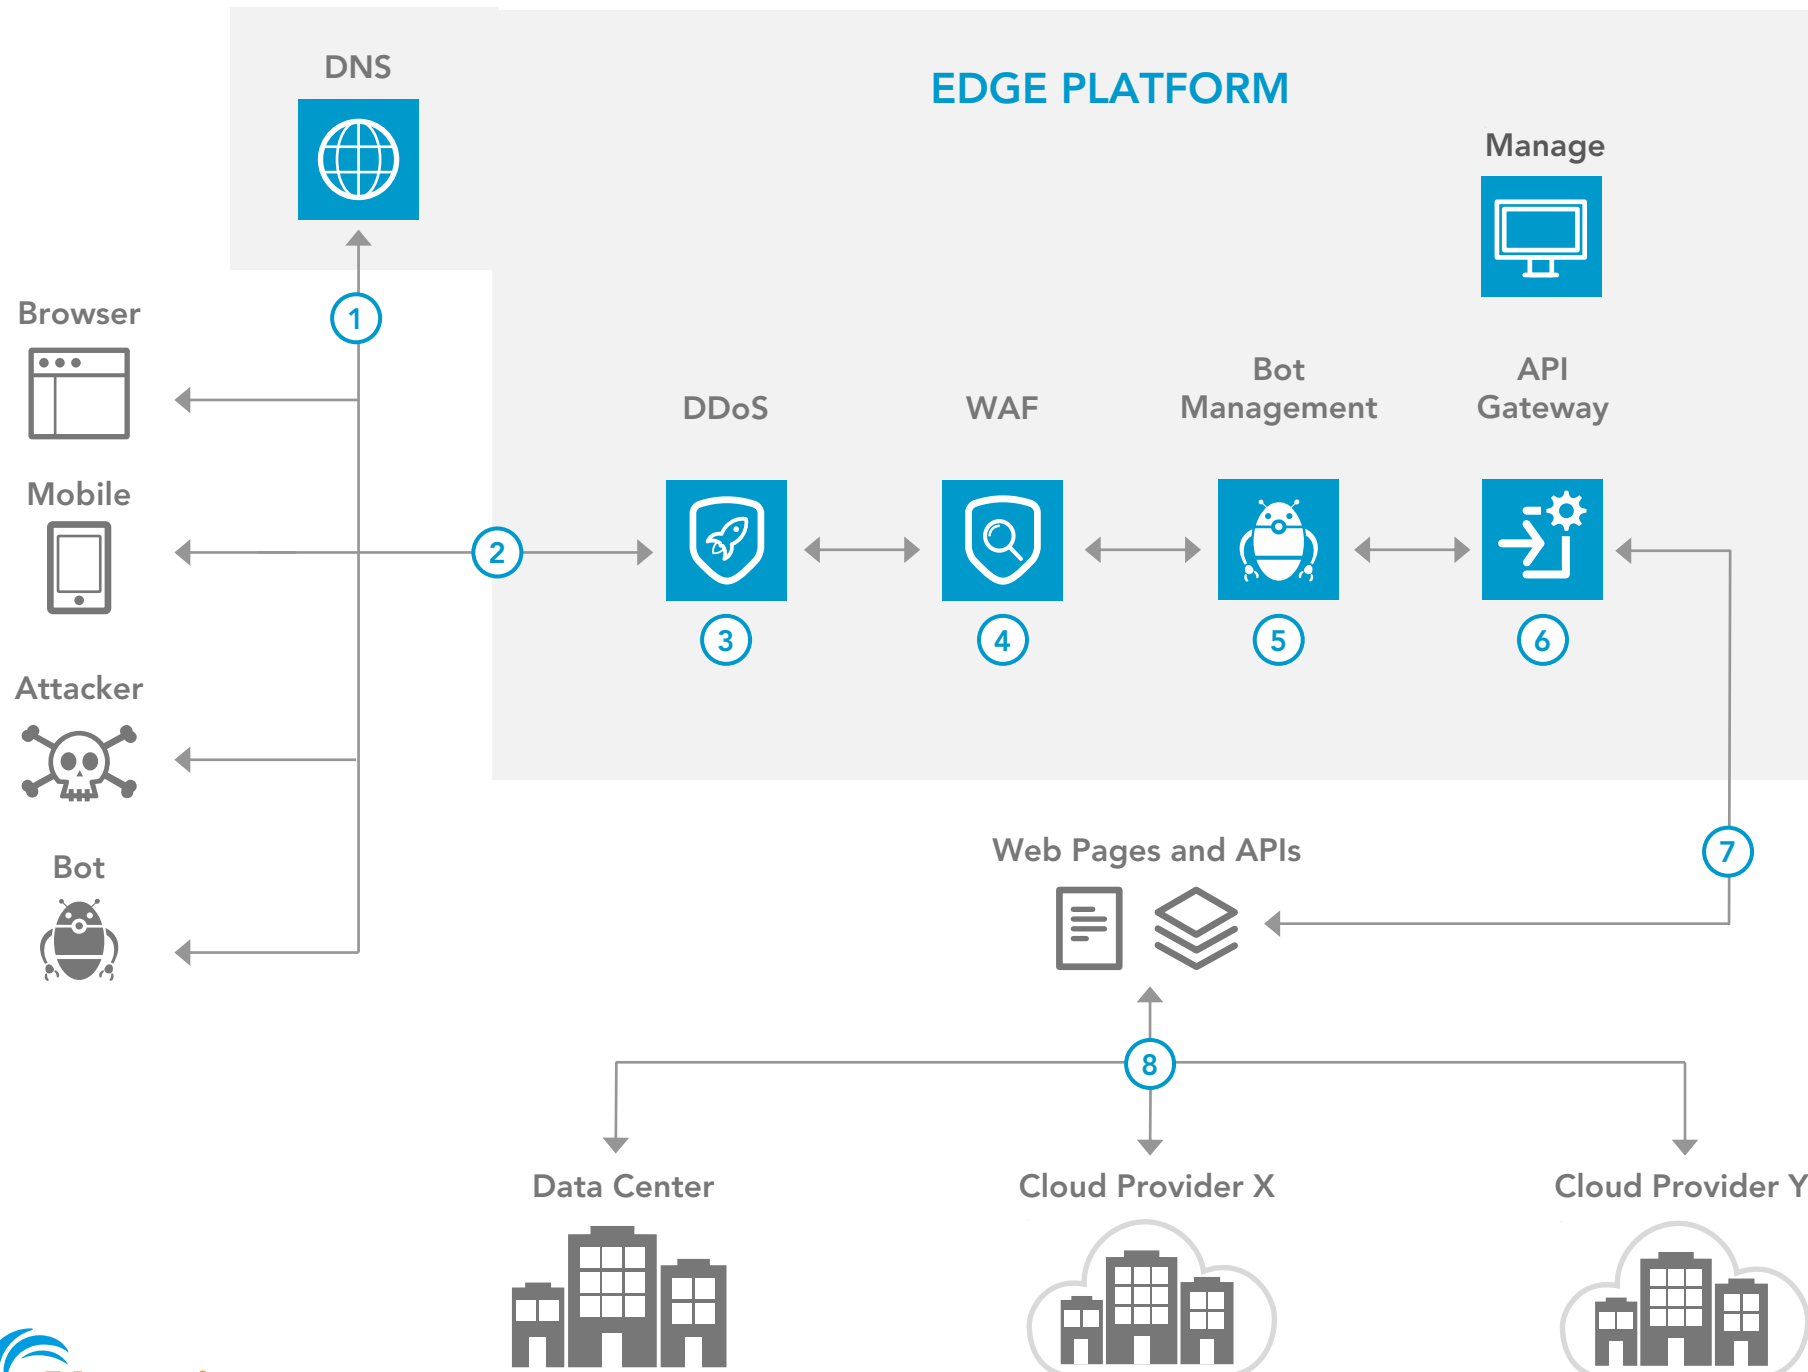 DNS
EDGE PLATFORM
Manage
Browser
1
Bot
Management
API
Gateway
DDoS
WAF
Mobile
2
3
4
5
6
Attacker
Web Pages and APIs
7
Bot
8
Data Center
Cloud Provider X
Cloud Provider Y